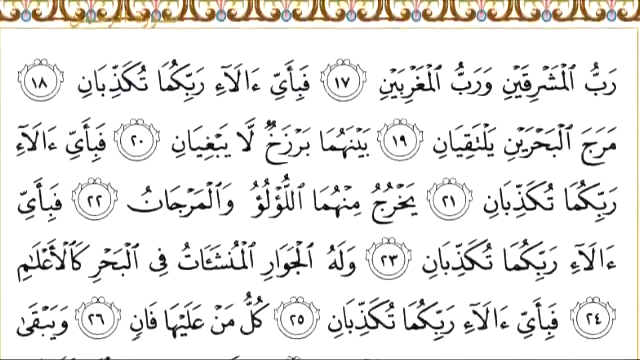 رَبُّ ٱلْمَشْرِقَيْنِ وَرَبُّ ٱلْمَغْرِبَيْنِ ١٧ فَبِأَىِّ ءَالَآءِ رَبِّكُمَا تُكَذِّبَانِ ١٨
مَرَجَ ٱلْبَحْرَيْنِ يَلْتَقِيَانِ ١٩ بَيْنَهُمَا بَرْزَخٌ لَّا يَبْغِيَانِ ٢٠ فَبِأَىِّ ءَالَآءِ
رَبِّكُمَا تُكَذِّبَانِ ٢١ يَخْرُجُ مِنْهُمَا ٱللُّؤْلُؤُ وَٱلْمَرْجَانُ ٢٢ فَبِأَىِّ
ءَالَآءِ رَبِّكُمَا تُكَذِّبَانِ ٢٣ وَلَهُ ٱلْجَوَارِ ٱلْمُنشَـَٔاتُ فِى ٱلْبَحْرِ كَٱلْأَعْلَٰمِ
٢٤ فَبِأَىِّ ءَالَآءِ رَبِّكُمَا تُكَذِّبَانِ ٢٥ كُلُّ مَنْ عَلَيْهَا فَانٍ ٢٦ وَيَبْقَىٰ